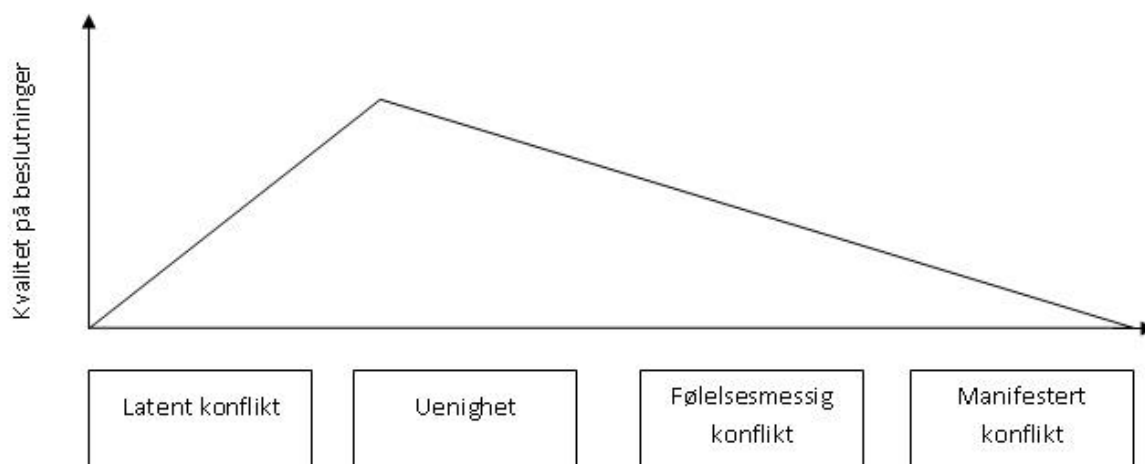 Kvalitet på beslutninger
Latent konflikt
Uenighet
Følelsesmessig
konflikt
Manifestert
konflikt